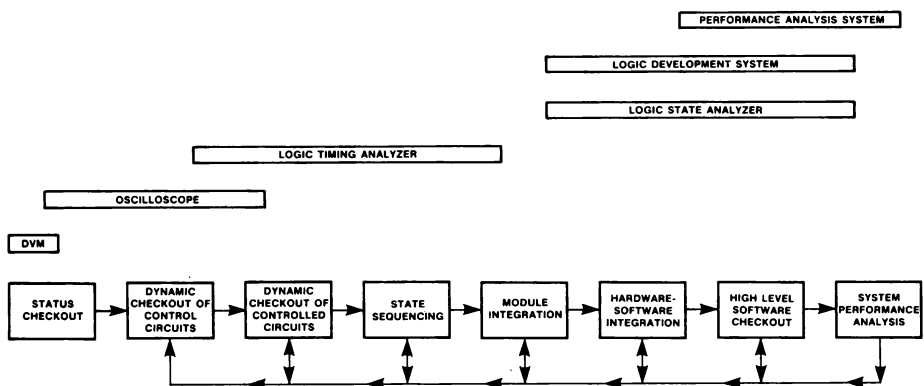 PERFORMANCE ANALYSIS SYSTEM
LOGIC DEVELOPMENT SYSTEM
LOGIC STATE ANALYZER
LOGIC TIMING ANALYZER
OSCILLOSCOPE
DVM
STATUS
CHECKOUT
DYNAMIC
CHECKOUT OF
CONTROL
CIRCUITS
DYNAMIC
CHECKOUT OF
CONTROLLED
CIRCUITS
STATE
SEQUENCING
MODULE
INTEGRATION
HARDWARE-
SOFTWARE
INTEGRATION
HIGH LEVEL
SOFTWARE
CHECKOUT
SYSTEM
PERFORMANCE
ANALYSIS